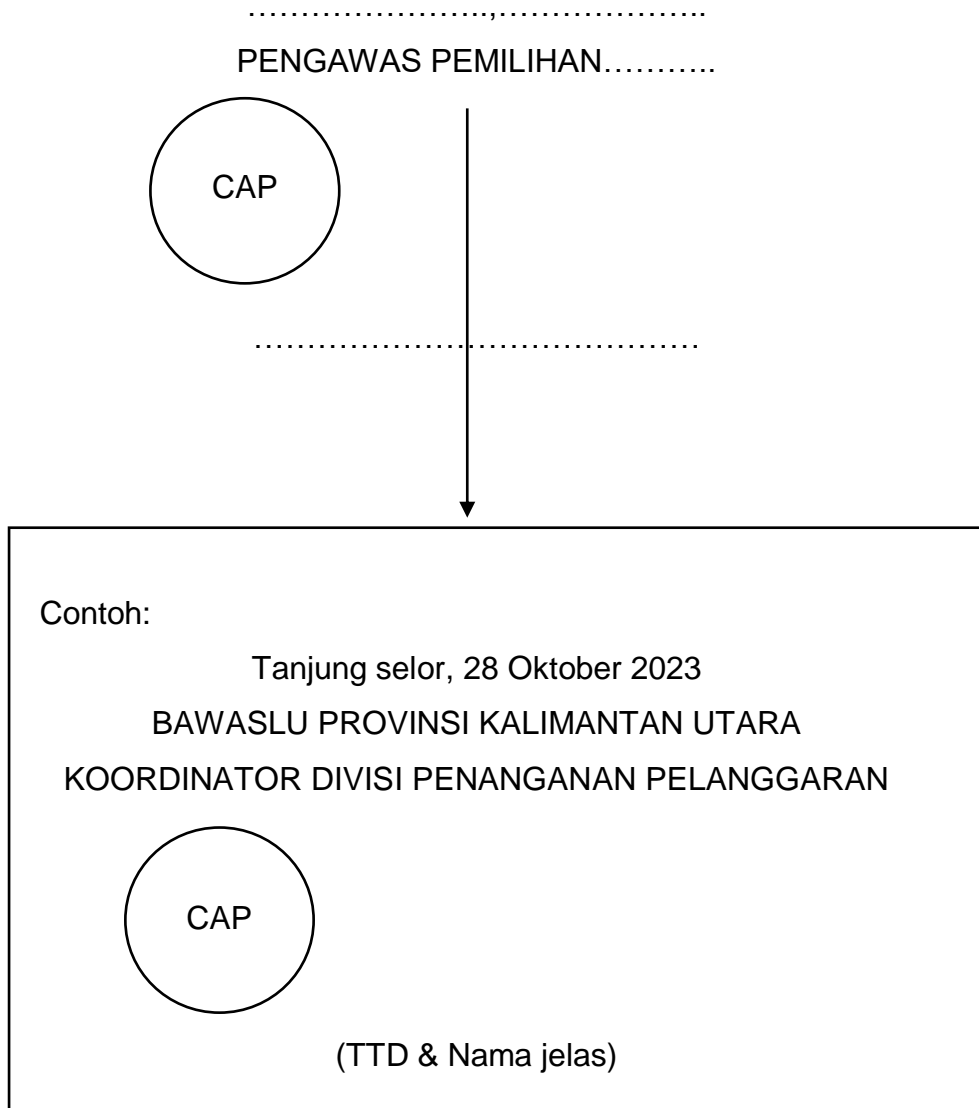 ……………………..,………………..
PENGAWAS PEMILIHAN………..
CAP
……………………………………
Contoh:
Tanjung selor, 28 Oktober 2023
BAWASLU PROVINSI KALIMANTAN UTARA
KOORDINATOR DIVISI PENANGANAN PELANGGARAN
CAP
(TTD & Nama jelas)